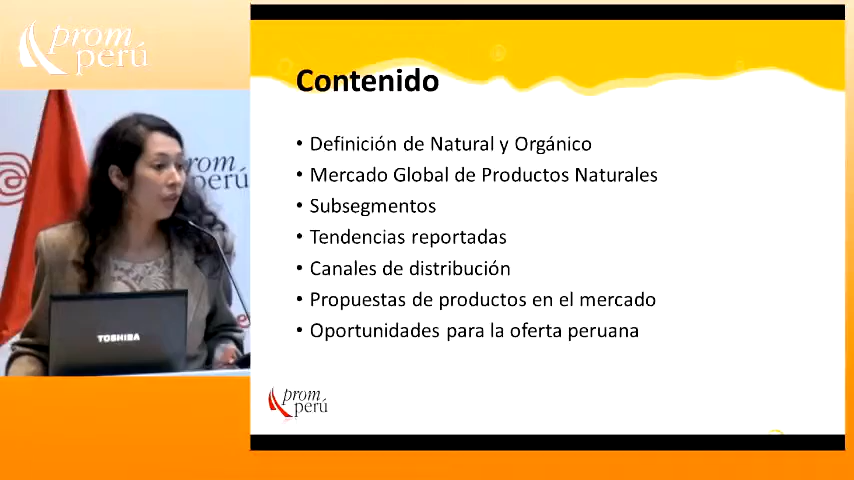 prom
perú
rom
perú
TOSHIBA
Contenido
• Definición de Natural y Orgánico
• Mercado Global de Productos Naturales
• Subsegmentos
• Tendencias reportadas
• Canales de distribución
• Propuestas de productos en el mercado
• Oportunidades para la oferta peruana
prom
perú